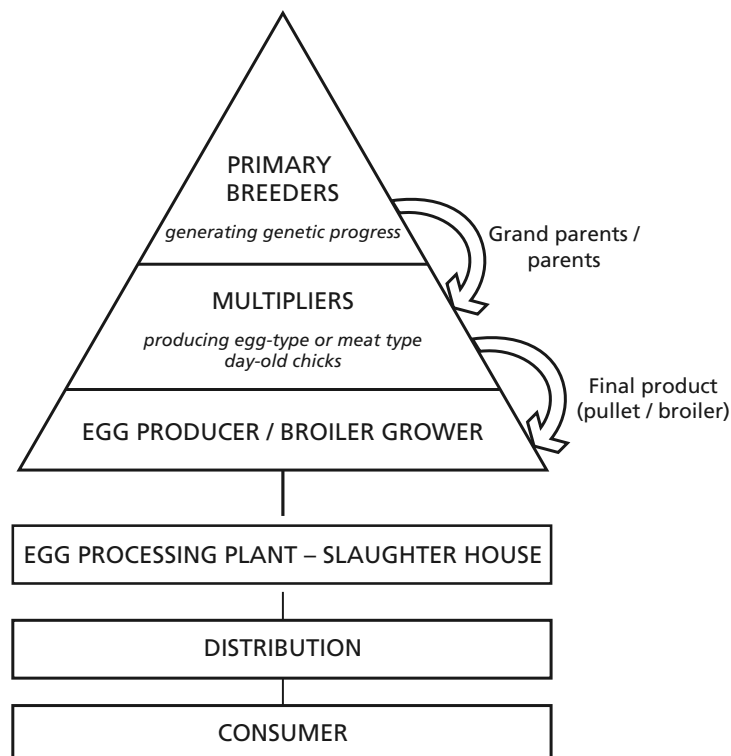 PRIMARY
BREEDERS
generating genetic progress
Grand parents /
parents
MULTIPLIERS
producing egg-type or meat type
day-old chicks
Final product
(pullet / broiler)
EGG PRODUCER / BROILER GROWER
EGG PROCESSING PLANT – SLAUGHTER HOUSE
DISTRIBUTION
CONSUMER